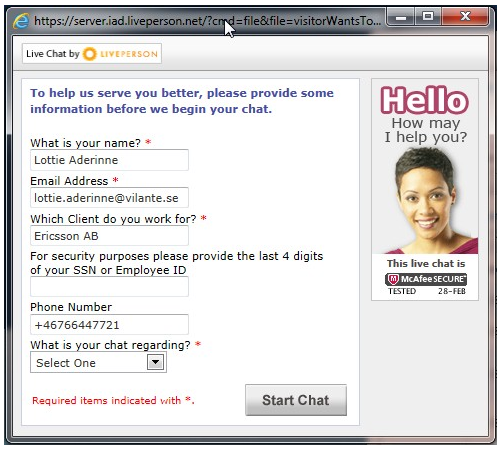 https://server.iad.liveperson.net/?cmd=file&file=visitorWantsTo...
Live Chat by LIVEPERSON
To help us serve you better, please provide some
information before we begin your chat.
What is your name? *
Lottie Aderinne
Email Address *
lottie.aderinne@vilante.se
Which Client do you work for? *
Ericsson AB
For security purposes please provide the last 4 digits
of your SSN or Employee ID
Phone Number
+46766447721
What is your chat regarding? *
Select One
Required items indicated with *.
Start Chat
Hello
How may
I help you?
This live chat is
McAfee SECURE™
TESTED 28-FEB